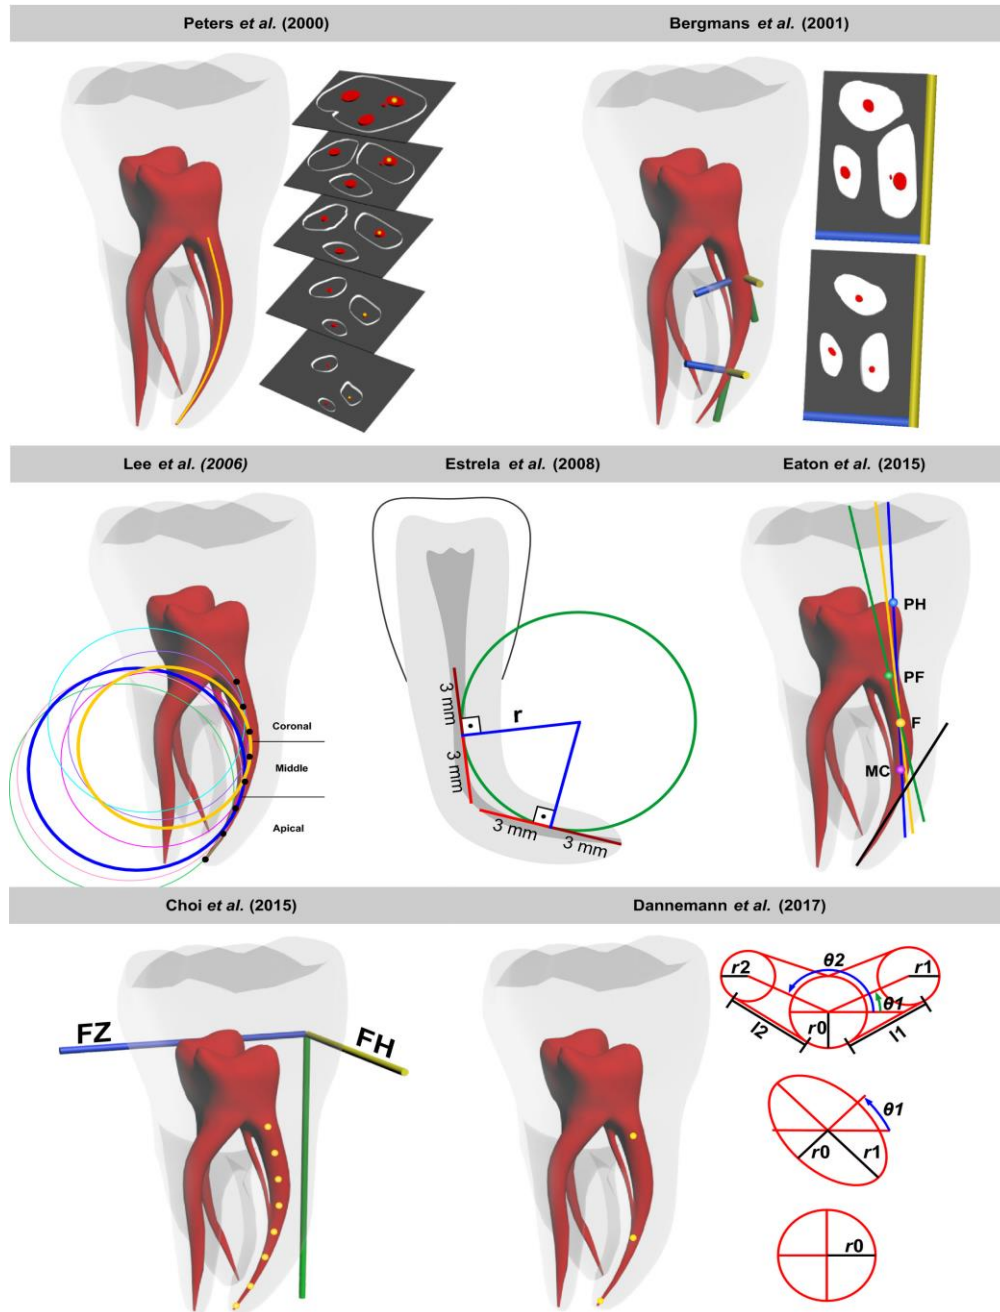 Peters et al. (2000)
Bergmans et al. (2001)
Lee et al. (2006)
Estrela et al. (2008)
Eaton et al. (2015)
Coronal
Middle
Apical
3 mm
3 mm
r
3 mm
3 mm
PH
PF
F
MC
Choi et al. (2015)
Dannemann et al. (2017)
FZ
FH
r2
θ2
r1
θ1
l2
r0
l1
θ1
r0
r1
r0